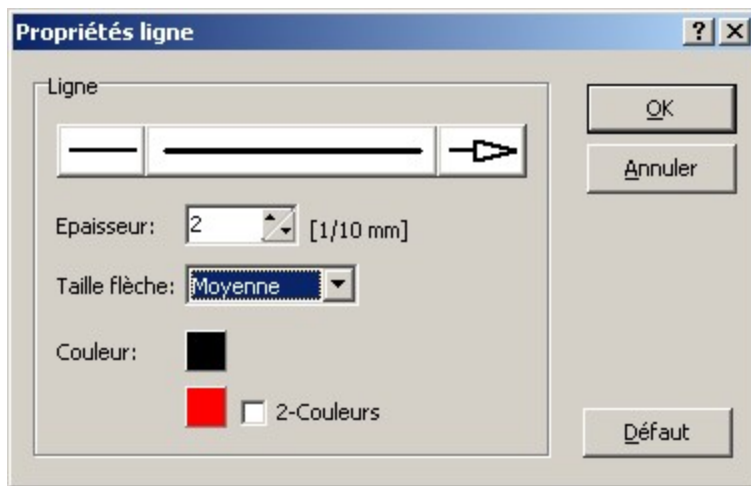 Propriétés ligne
Ligne
OK
Annuler
Epaisseur: 2 [1/10 mm]
Taille flèche: Moyenne
Couleur:
2-Couleurs
Défaut